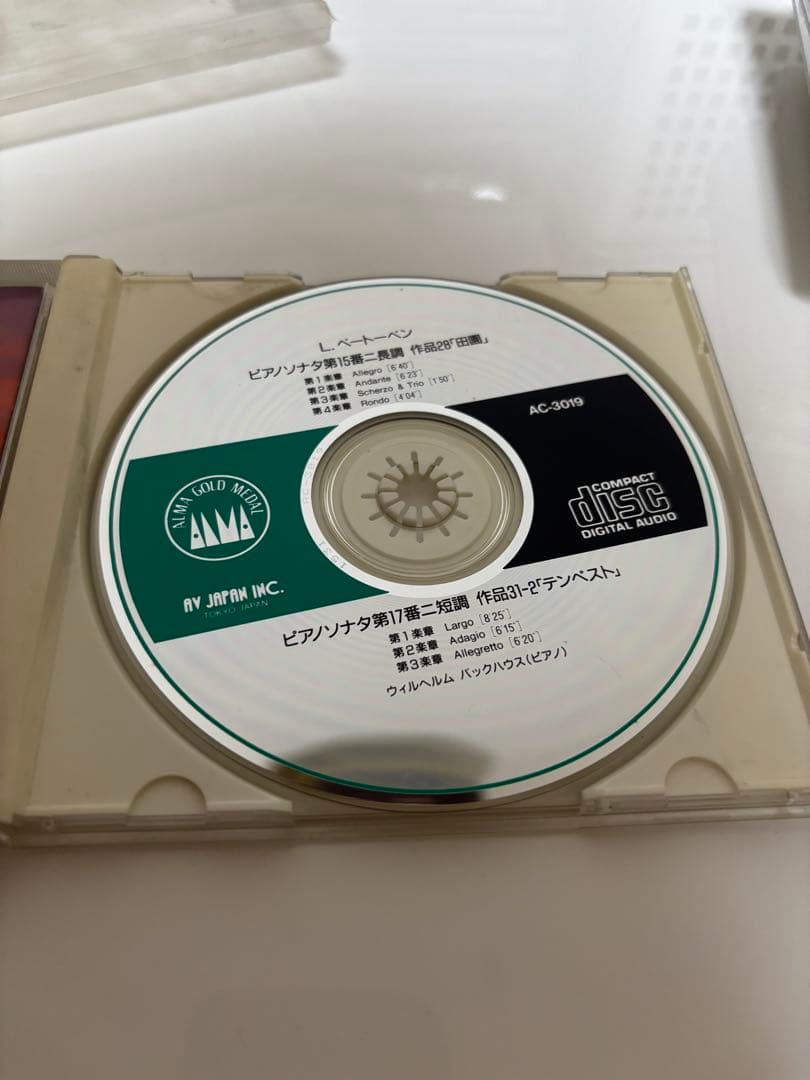 L. ベートーベン
ピアノソナタ第15番ニ長調 作品28「田園」
第1楽章 Allegro [6'40"]
第2楽章 Andante [6'23"]
第3楽章 Scherzo & Trio [1'50"]
第4楽章 Rondo [4'04"]
AC-3019
ALMA GOLD MEDAL
AMA
COMPACT
disc
DIGITAL AUDIO
AV JAPAN INC.
TOKYO JAPAN
ピアノソナタ第17番ニ短調 作品31-2「テンペスト」
第1楽章 Largo [8'25"]
第2楽章 Adagio [6'15"]
第3楽章 Allegretto [6'20"]
ウィルヘルム バックハウス(ピアノ)